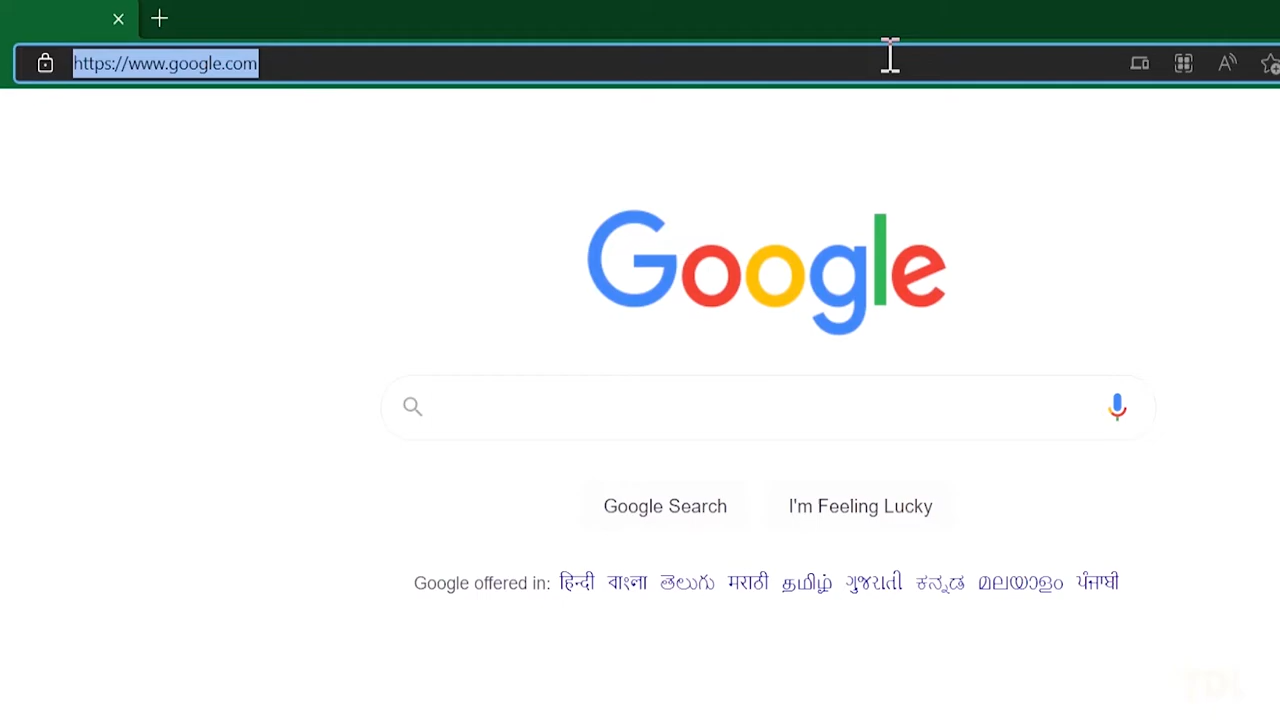 https://www.google.com
Google
Google Search
I'm Feeling Lucky
Google offered in: हिन्दी বাংলা తెలుగు मराठी தமிழ் ગુજરાતી ಕನ್ನಡ മലയാളം ਪੰਜਾਬੀ